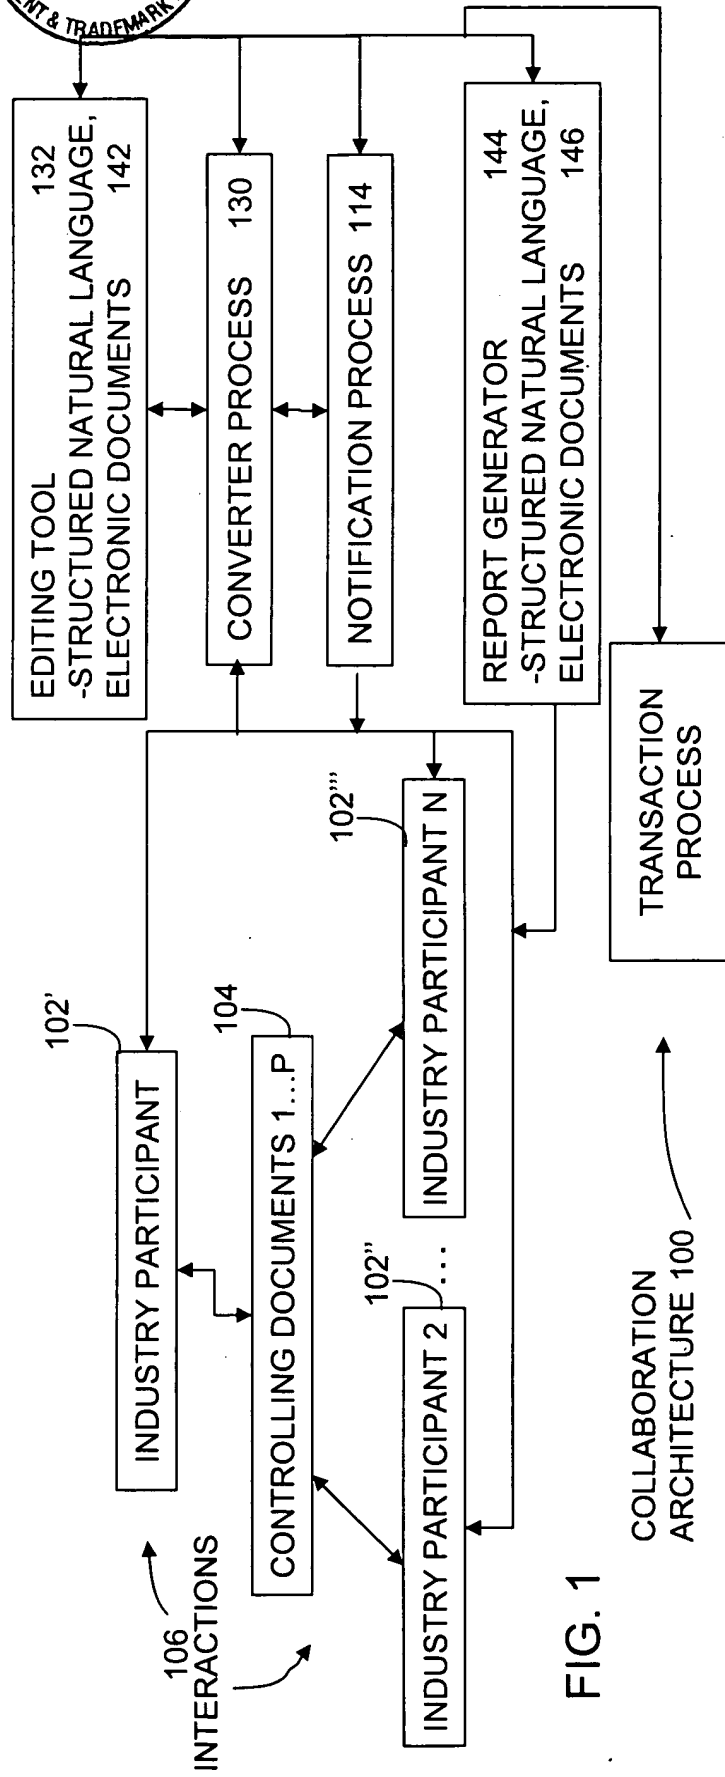 ENT & TRADEMARK
EDITING TOOL 132
-STRUCTURED NATURAL LANGUAGE,
ELECTRONIC DOCUMENTS 142
CONVERTER PROCESS 130
NOTIFICATION PROCESS 114
REPORT GENERATOR 144
-STRUCTURED NATURAL LANGUAGE,
ELECTRONIC DOCUMENTS 146
TRANSACTION
PROCESS
102'
INDUSTRY PARTICIPANT
104
CONTROLLING DOCUMENTS 1...P
102'''
INDUSTRY PARTICIPANT N
102''
...
INDUSTRY PARTICIPANT 2
106
INTERACTIONS
COLLABORATION
ARCHITECTURE 100
FIG. 1